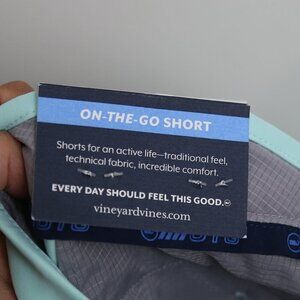 ON-THE-GO SHORT
Shorts for an active life—traditional feel,
technical fabric, incredible comfort.
EVERY DAY SHOULD FEEL THIS GOOD.
vineyardvines.com